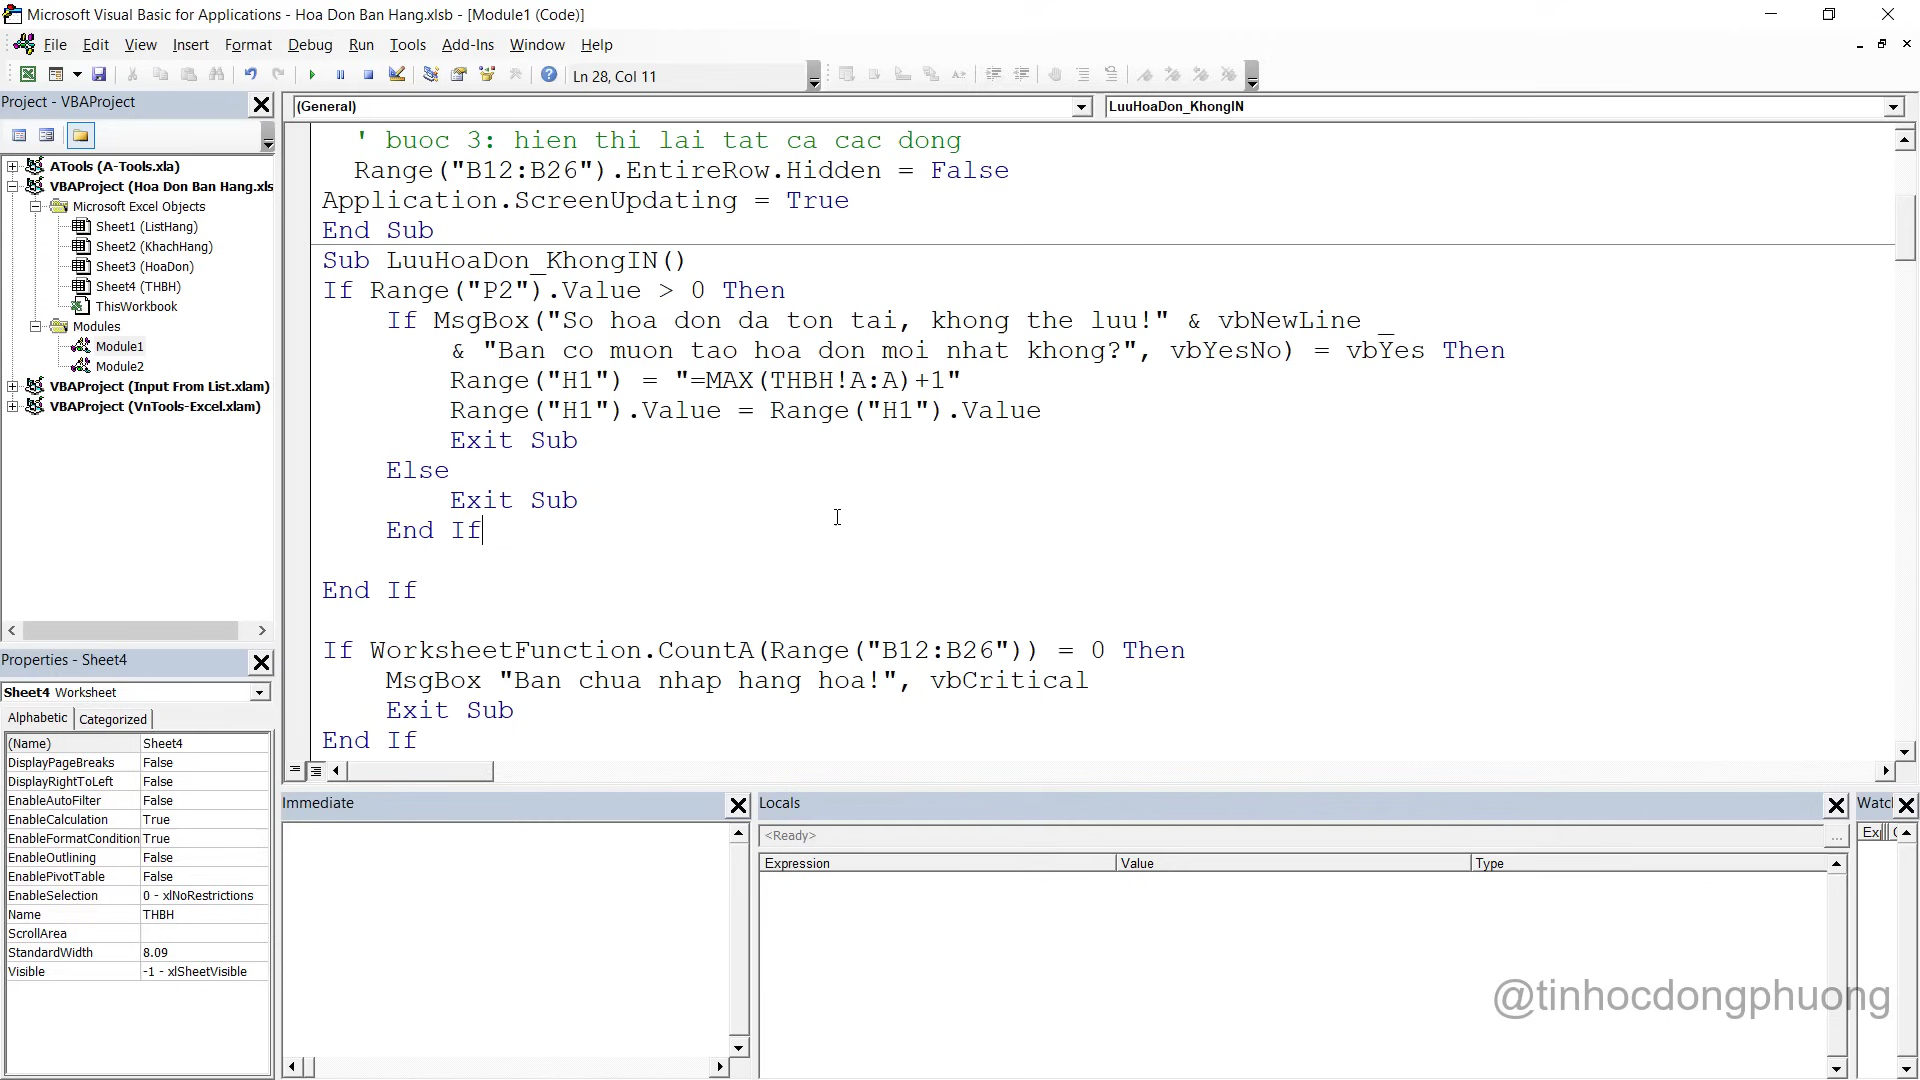 Microsoft Visual Basic for Applications - Hoa Don Ban Hang.xlsb - [Module1 (Code)]
File Edit View Insert Format Debug Run Tools Add-Ins Window Help
Ln 28, Col 11
Project - VBAProject
(General)
LuuHoaDon_KhongIN
ATools (A-Tools.xla)
VBAProject (Hoa Don Ban Hang.xls
Microsoft Excel Objects
Sheet1 (ListHang)
Sheet2 (KhachHang)
Sheet3 (HoaDon)
Sheet4 (THBH)
ThisWorkbook
Modules
Module1
Module2
VBAProject (Input From List.xlam)
VBAProject (VnTools-Excel.xlam)
' buoc 3: hien thi lai tat ca cac dong
Range("B12:B26").EntireRow.Hidden = False
Application.ScreenUpdating = True
End Sub
Sub LuuHoaDon_KhongIN()
If Range("P2").Value > 0 Then
If MsgBox("So hoa don da ton tai, khong the luu!" & vbNewLine _
& "Ban co muon tao hoa don moi nhat khong?", vbYesNo) = vbYes Then
Range("H1") = "=MAX(THBH!A:A)+1"
Range("H1").Value = Range("H1").Value
Exit Sub
Else
Exit Sub
End If
End If
If WorksheetFunction.CountA(Range("B12:B26")) = 0 Then
MsgBox "Ban chua nhap hang hoa!", vbCritical
Exit Sub
End If
Properties - Sheet4
Sheet4 Worksheet
Alphabetic Categorized
(Name) Sheet4
DisplayPageBreaks False
DisplayRightToLeft False
EnableAutoFilter False
EnableCalculation True
EnableFormatCondition True
EnableOutlining False
EnablePivotTable False
EnableSelection 0 - xlNoRestrictions
Name THBH
ScrollArea
StandardWidth 8.09
Visible -1 - xlSheetVisible
Immediate
Locals
<Ready>
...
Expression Value Type
Watc
Ex C
@tinhocdongphuong